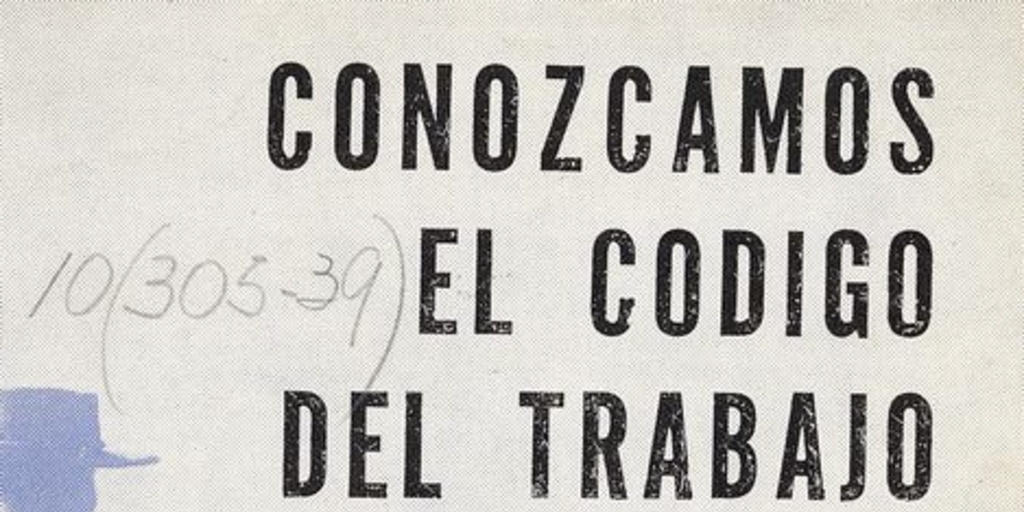 CONOZCAMOS
10(305-39) EL CODIGO
DEL TRABAJO